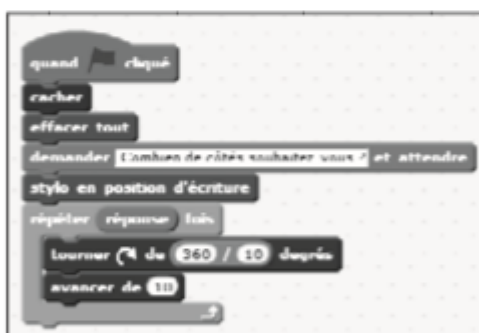 quand cliqué
cacher
effacer tout
demander Combien de côtés souhaitez vous ? et attendre
stylo en position d'écriture
répéter réponse fois
tourner de 360 / 10 degrés
avancer de 10